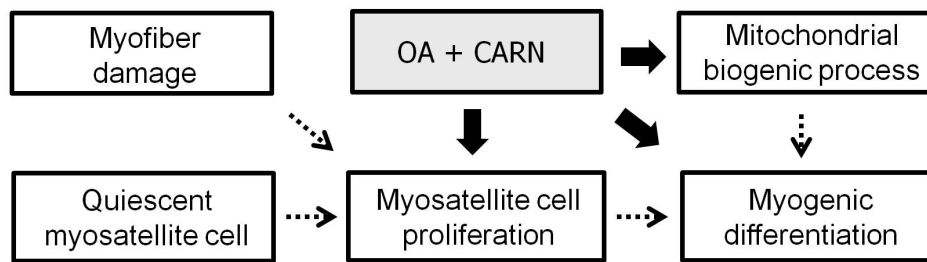 Myofiber
damage
OA + CARN
Mitochondrial
biogenic process
Quiescent
myosatellite cell
Myosatellite cell
proliferation
Myogenic
differentiation